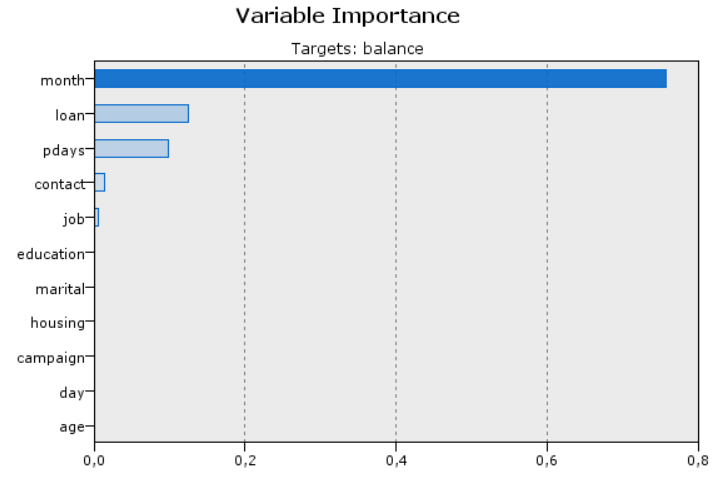 Variable Importance
Targets: balance
month
loan
pdays
contact
job
education
marital
housing
campaign
day
age
0,0 0,2 0,4 0,6 0,8